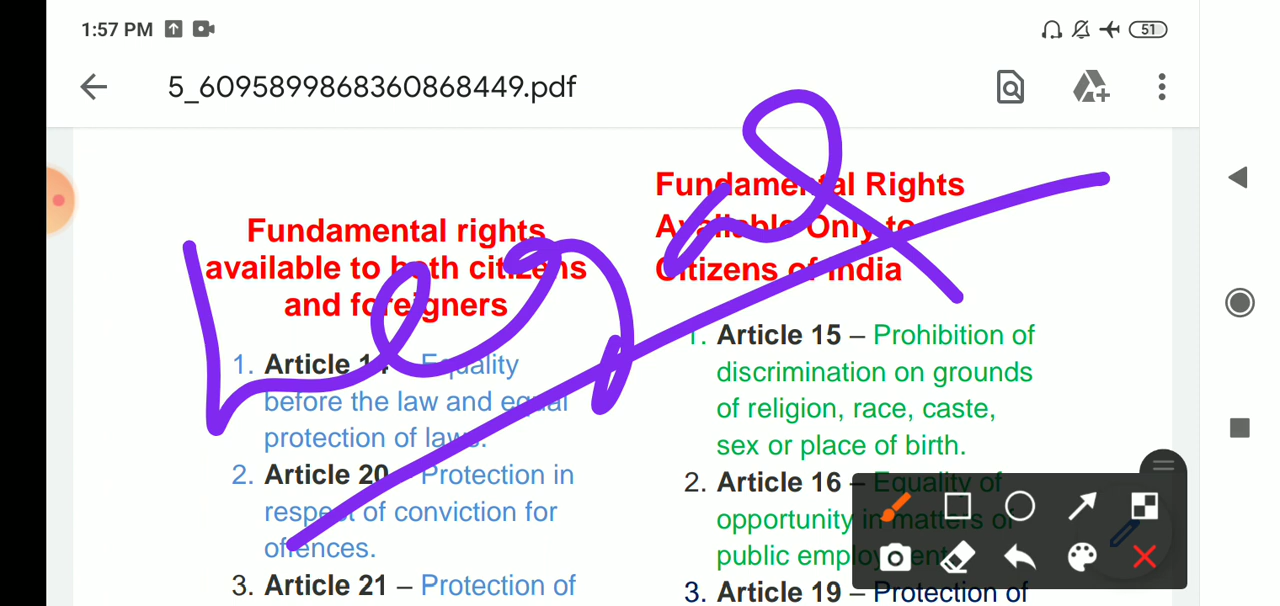 1:57 PM
51
5_6095899868360868449.pdf
Fundamental rights
available to both citizens
and foreigners
1. Article 14 – Equality
before the law and equal
protection of laws.
2. Article 20 – Protection in
respect of conviction for
offences.
3. Article 21 – Protection of
Fundamental Rights
Available Only to
Citizens of India
1. Article 15 – Prohibition of
discrimination on grounds
of religion, race, caste,
sex or place of birth.
2. Article 16 – Equality of
opportunity in matters of
public employment.
3. Article 19 – Protection of
Legal